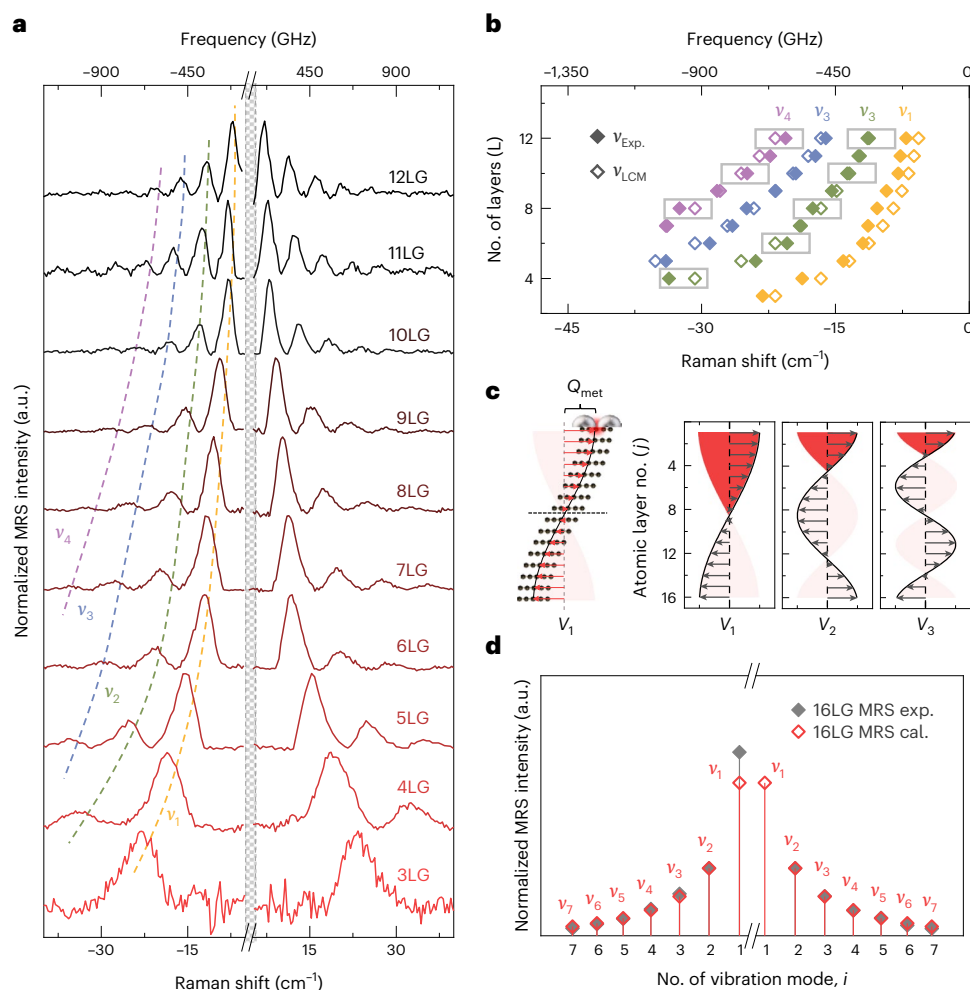 a
Frequency (GHz)
−900 −450 450 900
Normalized MRS intensity (a.u.)
12LG
11LG
10LG
9LG
8LG
7LG
6LG
5LG
4LG
3LG
ν4
ν3
ν2
ν1
−30 −15 15 30
Raman shift (cm−1)
b
Frequency (GHz)
−1350 −900 −450 0
No. of layers (L)
12
8
4
ν4 ν3 ν3 ν1
νExp.
νLCM
−45 −30 −15 0
Raman shift (cm−1)
c
Qmet
V1
Atomic layer no. (j)
4
8
12
16
V1 V2 V3
d
Normalized MRS intensity (a.u.)
16LG MRS exp.
16LG MRS cal.
ν7 ν6 ν5 ν4 ν3 ν2 ν1 ν1 ν2 ν3 ν4 ν5 ν6 ν7
7 6 5 4 3 2 1 1 2 3 4 5 6 7
No. of vibration mode, i